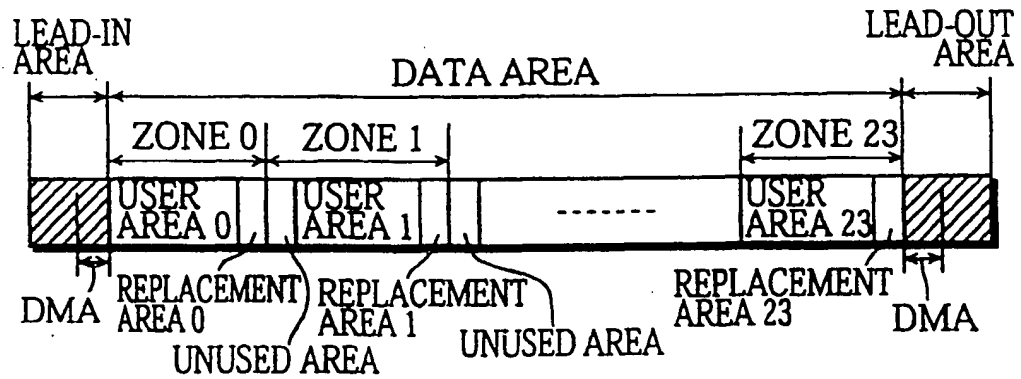 LEAD-IN
AREA
LEAD-OUT
AREA
DATA AREA
ZONE 0
ZONE 1
ZONE 23
USER
AREA 0
USER
AREA 1
USER
AREA 23
DMA
REPLACEMENT
AREA 0
UNUSED AREA
REPLACEMENT
AREA 1
UNUSED AREA
REPLACEMENT
AREA 23
DMA